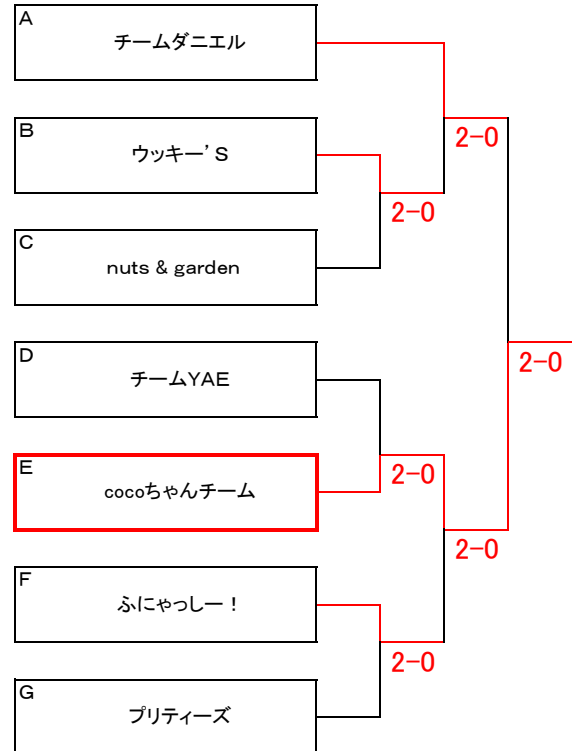 A
チームダニエル
2-0
B
ウッキー’S
2-0
C
nuts & garden
D
チームYAE
2-0
E
cocoちゃんチーム
2-0
2-0
F
ふにゃっしー！
2-0
G
プリティーズ